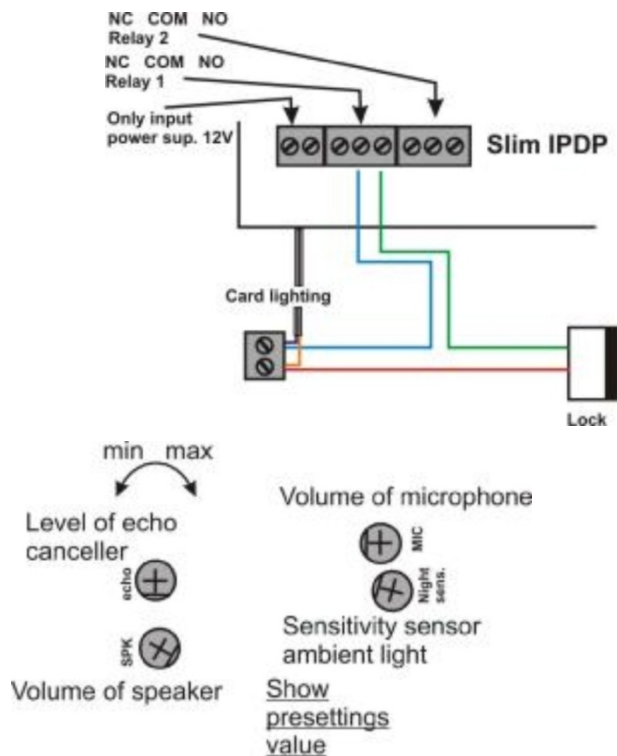 NC COM NO
Relay 2
NC COM NO
Relay 1
Only input
power sup. 12V
Slim IPDP
Card lighting
Lock
min max
Level of echo
canceller
echo
SPK
Volume of speaker
Volume of microphone
MIC
Night
sens.
Sensitivity sensor
ambient light
Show
presettings
value